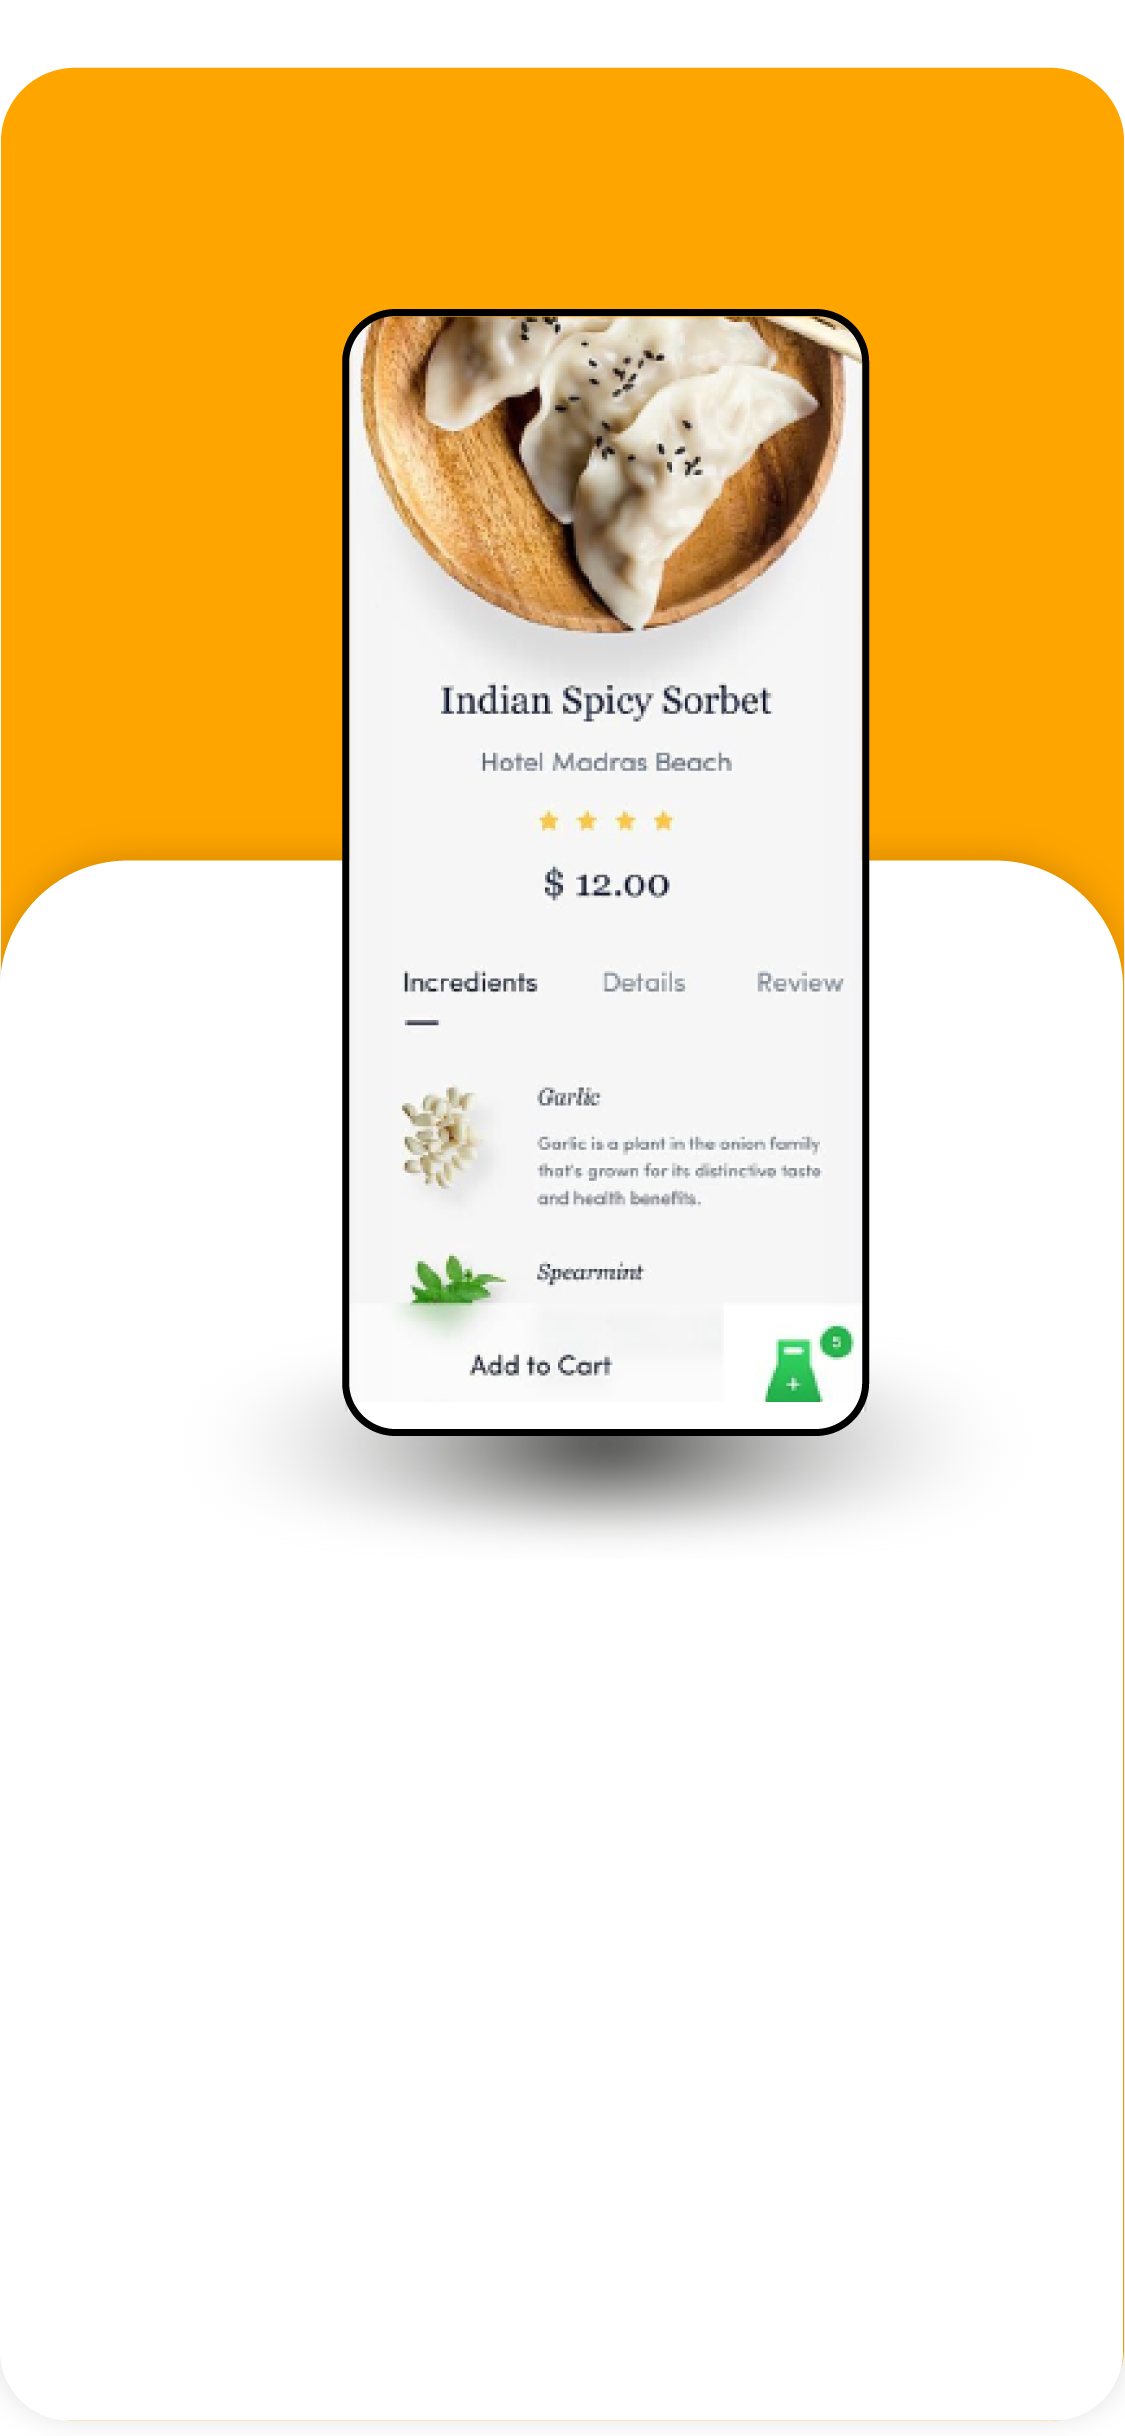 Indian Spicy Sorbet
Hotel Madras Beach
$ 12.00
Incredients Details Review
Garlic
Garlic is a plant in the onion family
that's grown for its distinctive taste
and health benefits.
Spearmint
Add to Cart
5